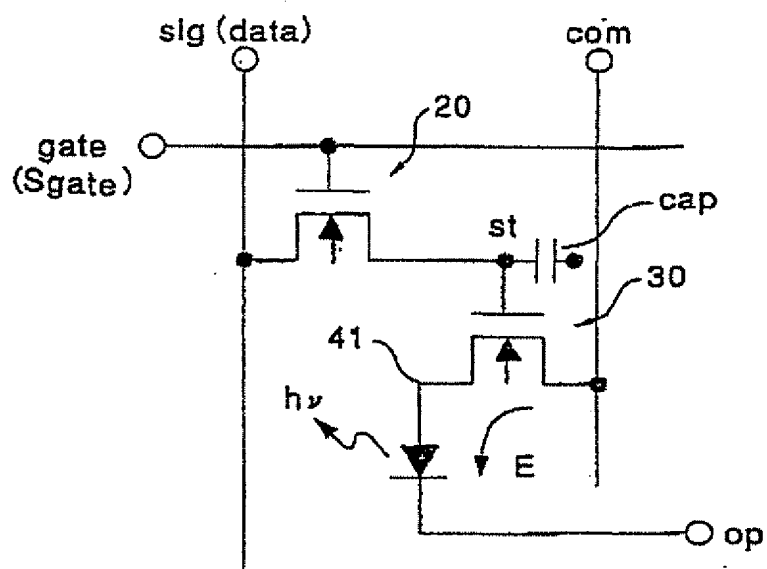 sig (data)
com
gate
(Sgate)
20
st
cap
30
41
hν
E
op